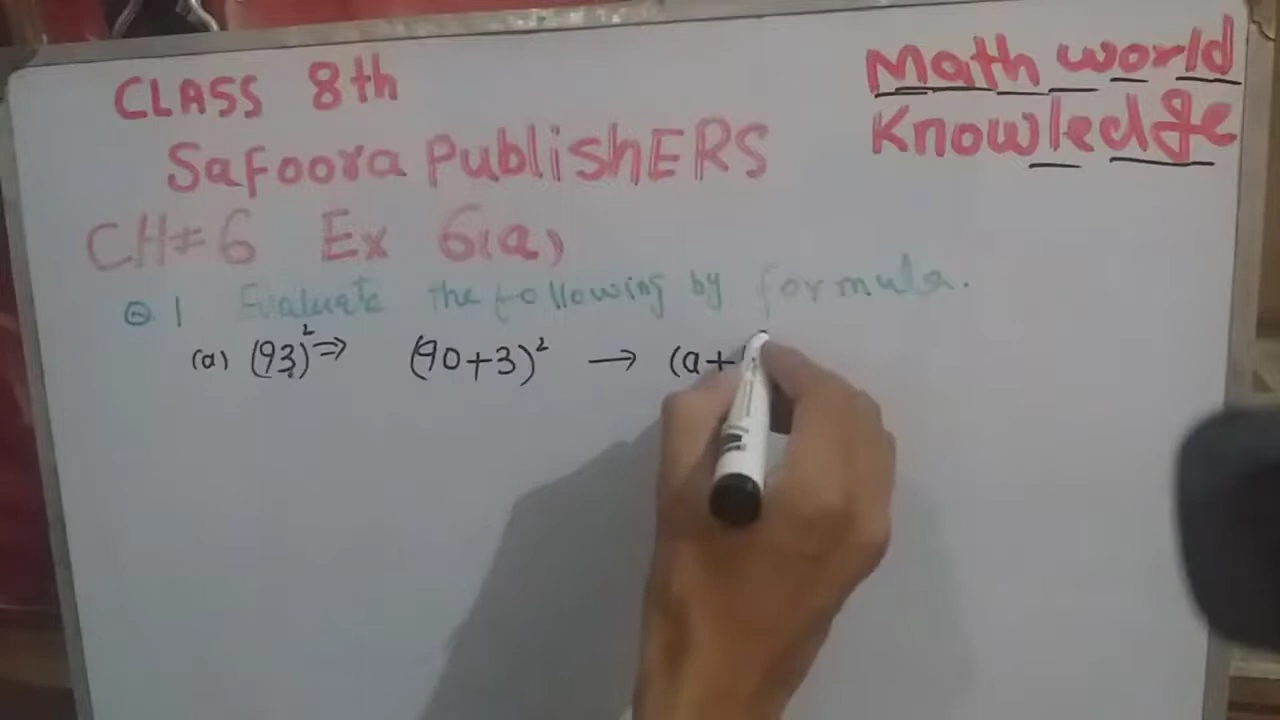 CLASS 8th
Math world
Knowledge
Safoora PublishERS
CH#6 Ex 6(a)
Q 1 Evaluate the following by formula.
(a) (93)² ⇒ (90+3)² → (a+